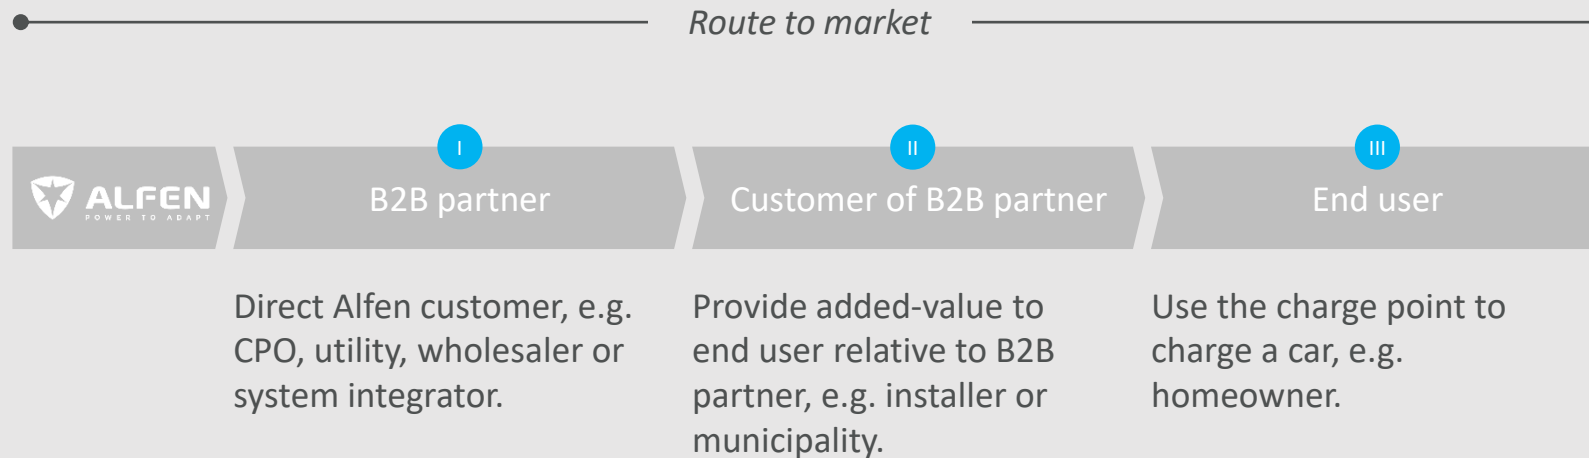 Route to market
I
II
III
ALFEN
POWER TO ADAPT
B2B partner
Customer of B2B partner
End user
Direct Alfen customer, e.g.
CPO, utility, wholesaler or
system integrator.
Provide added-value to
end user relative to B2B
partner, e.g. installer or
municipality.
Use the charge point to
charge a car, e.g.
homeowner.